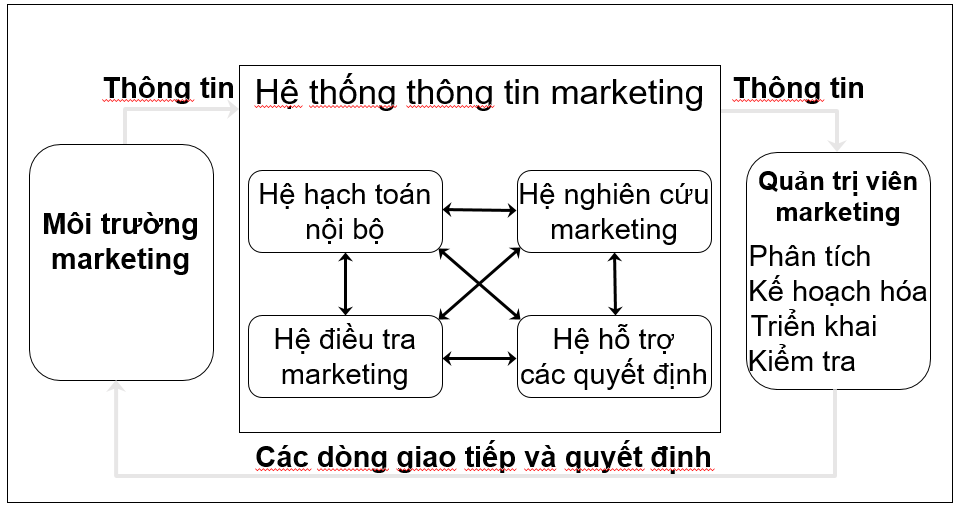 Thông tin
Hệ thống thông tin marketing
Thông tin
Môi trường
marketing
Hệ hạch toán
nội bộ
Hệ nghiên cứu
marketing
Hệ điều tra
marketing
Hệ hỗ trợ
các quyết định
Quản trị viên
marketing
Phân tích
Kế hoạch hóa
Triển khai
Kiểm tra
Các dòng giao tiếp và quyết định